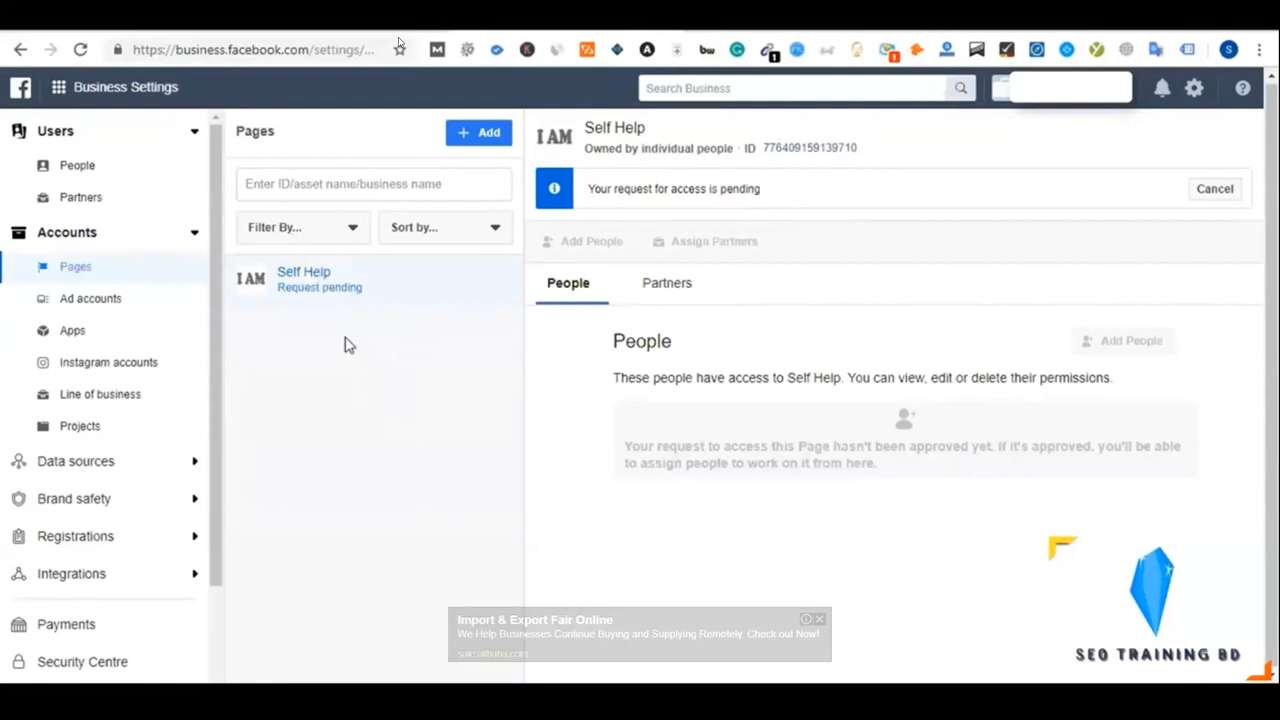 https://business.facebook.com/settings/...
Business Settings
Search Business
Users
People
Partners
Accounts
Pages
Ad accounts
Apps
Instagram accounts
Line of business
Projects
Data sources
Brand safety
Registrations
Integrations
Payments
Security Centre
Pages
+ Add
Enter ID/asset name/business name
Filter By...
Sort by...
I AM
Self Help
Request pending
I AM
Self Help
Owned by individual people · ID 776409159139710
Your request for access is pending
Cancel
Add People
Assign Partners
People
Partners
People
Add People
These people have access to Self Help. You can view, edit or delete their permissions.
Your request to access this Page hasn't been approved yet. If it's approved, you'll be able
to assign people to work on it from here.
Import & Export Fair Online
We Help Businesses Continue Buying and Supplying Remotely. Check out Now!
sale.alibaba.com
SEO TRAINING BD